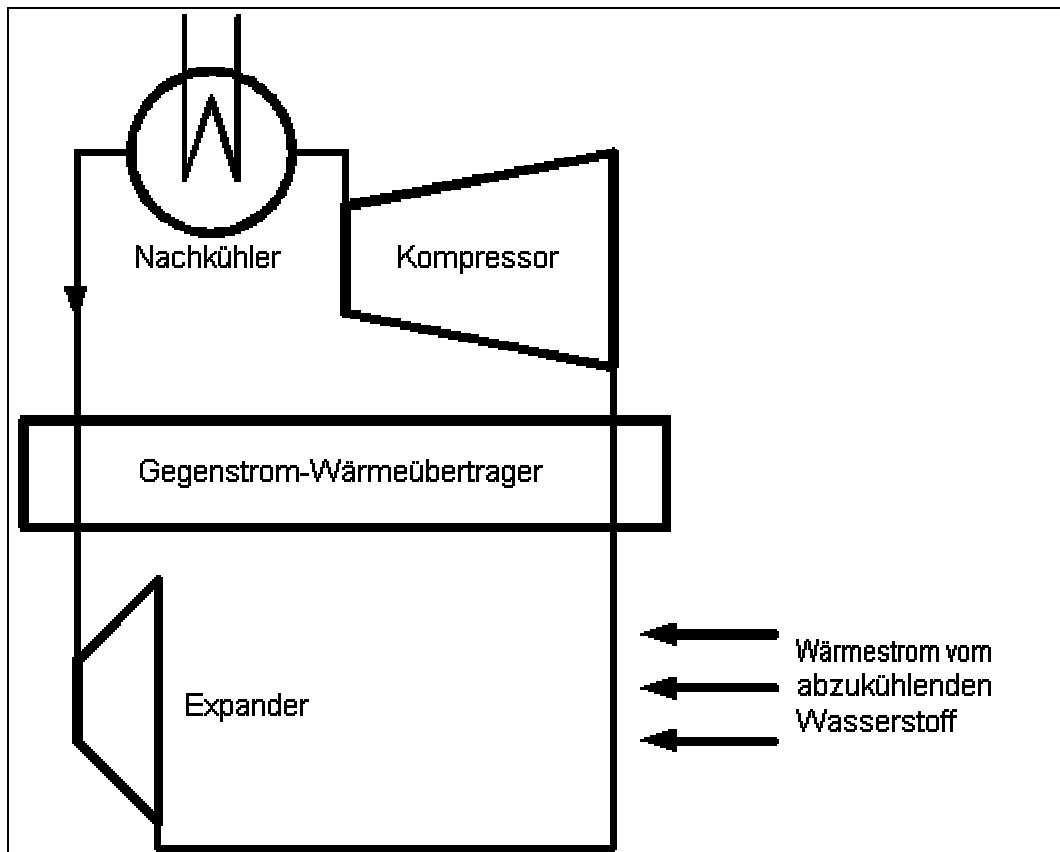 Nachkühler
Kompressor
Gegenstrom-Wärmeübertrager
Expander
Wärmestrom vom
abzukühlenden
Wasserstoff